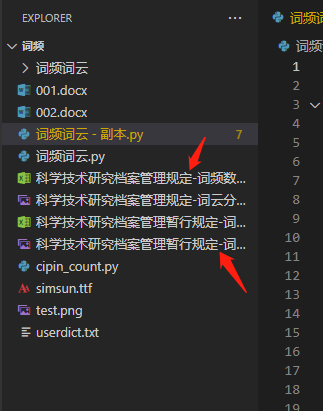 EXPLORER
词频
词频词云
001.docx
002.docx
词频词云 - 副本.py
7
词频词云.py
科学技术研究档案管理规定-词频数...
科学技术研究档案管理规定-词云分...
科学技术研究档案管理暂行规定-词...
科学技术研究档案管理暂行规定-词...
cipin_count.py
simsun.ttf
test.png
userdict.txt
词频词
词频词
1
2
3
4
5
6
7
8
9
10
11
12
13
14
15
16
17
18